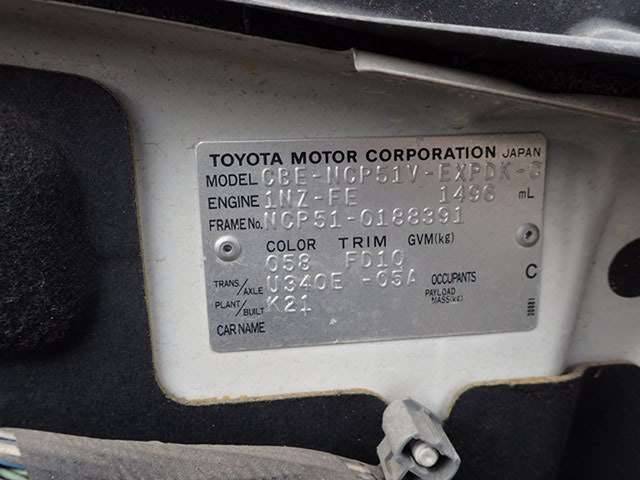 TOYOTA MOTOR CORPORATION JAPAN
MODEL CBE-NCP51V-EXPDK-3
ENGINE 1NZ-FE 1496 mL
FRAME No. NCP51-0188391
COLOR TRIM GVM(kg)
058 FD10
TRANS/AXLE U340E -05A OCCUPANTS C
PLANT/BUILT K21 PAYLOAD MASS(kg)
CAR NAME